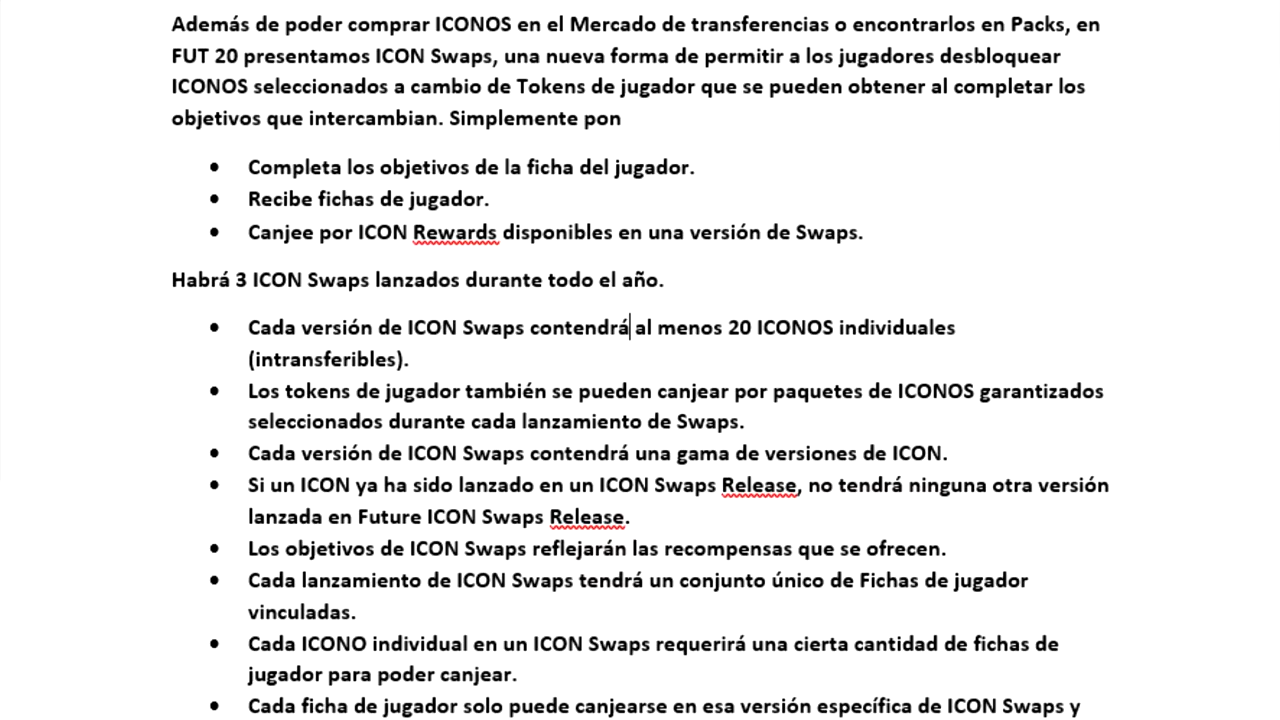 Además de poder comprar ICONOS en el Mercado de transferencias o encontrarlos en Packs, en
FUT 20 presentamos ICON Swaps, una nueva forma de permitir a los jugadores desbloquear
ICONOS seleccionados a cambio de Tokens de jugador que se pueden obtener al completar los
objetivos que intercambian. Simplemente pon
• Completa los objetivos de la ficha del jugador.
• Recibe fichas de jugador.
• Canjee por ICON Rewards disponibles en una versión de Swaps.
Habrá 3 ICON Swaps lanzados durante todo el año.
• Cada versión de ICON Swaps contendrá al menos 20 ICONOS individuales
(intransferibles).
• Los tokens de jugador también se pueden canjear por paquetes de ICONOS garantizados
seleccionados durante cada lanzamiento de Swaps.
• Cada versión de ICON Swaps contendrá una gama de versiones de ICON.
• Si un ICON ya ha sido lanzado en un ICON Swaps Release, no tendrá ninguna otra versión
lanzada en Future ICON Swaps Release.
• Los objetivos de ICON Swaps reflejarán las recompensas que se ofrecen.
• Cada lanzamiento de ICON Swaps tendrá un conjunto único de Fichas de jugador
vinculadas.
• Cada ICONO individual en un ICON Swaps requerirá una cierta cantidad de fichas de
jugador para poder canjear.
• Cada ficha de jugador solo puede canjearse en esa versión específica de ICON Swaps y